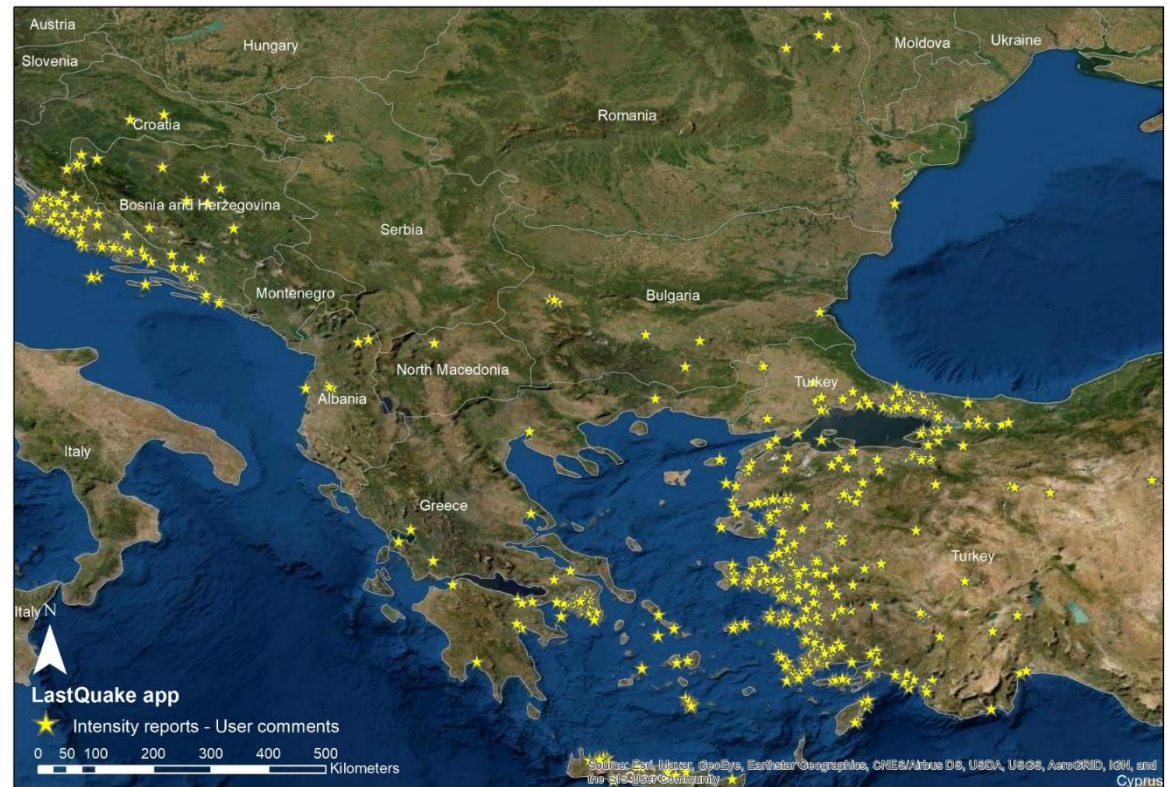 Austria
Slovenia
Hungary
Moldova
Ukraine
Croatia
Romania
Bosnia and Herzegovina
Serbia
Montenegro
Bulgaria
North Macedonia
Albania
Turkey
Italy
Greece
Turkey
Italy N
LastQuake app
Intensity reports - User comments
0 50 100 200 300 400 500
Kilometers
Source: Esri, Maxar, GeoEye, Earthstar Geographics, CNES/Airbus DS, USDA, USGS, AeroGRID, IGN, and
the GIS User Community
Cyprus